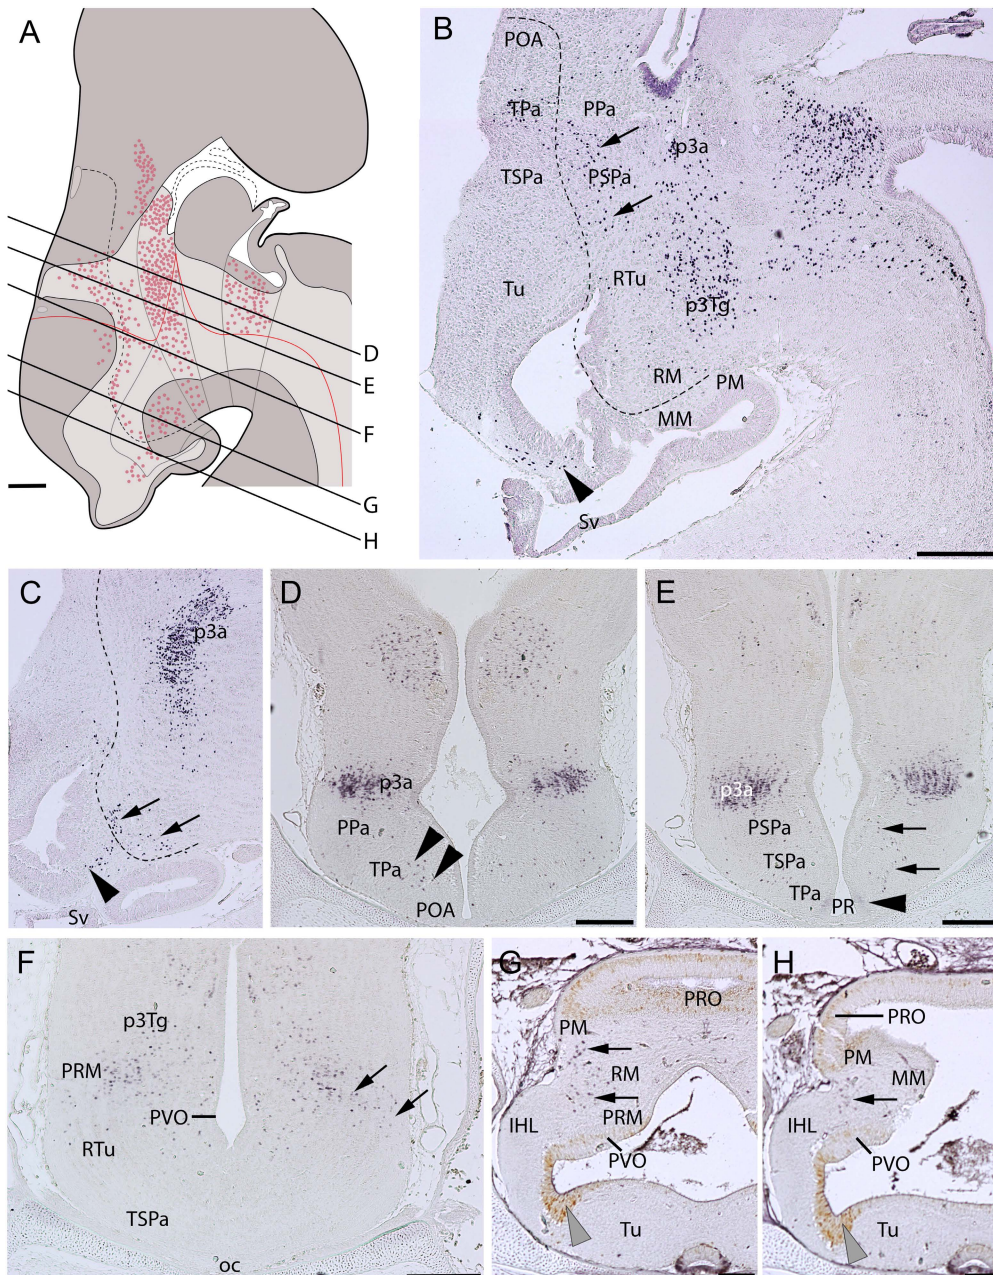 A
D
E
F
G
H
B
POA
TPa
PPa
p3a
TSPa
PSPa
Tu
RTu
p3Tg
RM
PM
MM
Sv
C
p3a
Sv
D
p3a
PPa
TPa
POA
E
p3a
PSPa
TSPa
TPa
PR
F
p3Tg
PRM
PVO
RTu
TSPa
oc
G
PRO
PM
RM
PRM
IHL
PVO
Tu
H
PRO
PM
MM
IHL
PVO
Tu